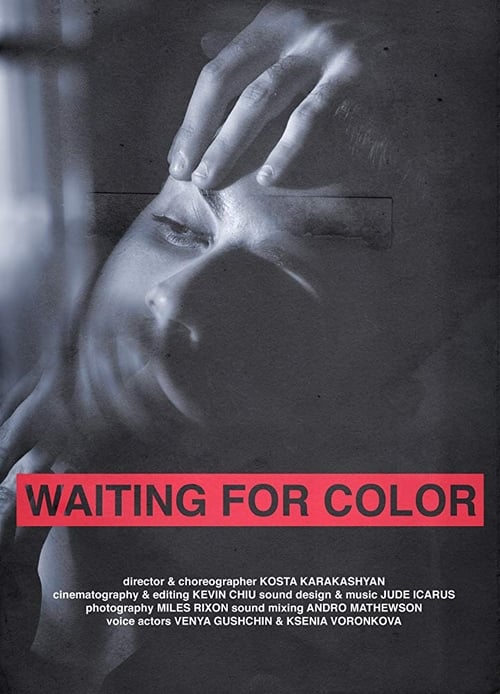 WAITING FOR COLOR
director & choreographer KOSTA KARAKASHYAN
cinematography & editing KEVIN CHIU sound design & music JUDE ICARUS
photography MILES RIXON sound mixing ANDRO MATHEWSON
voice actors VENYA GUSHCHIN & KSENIA VORONKOVA